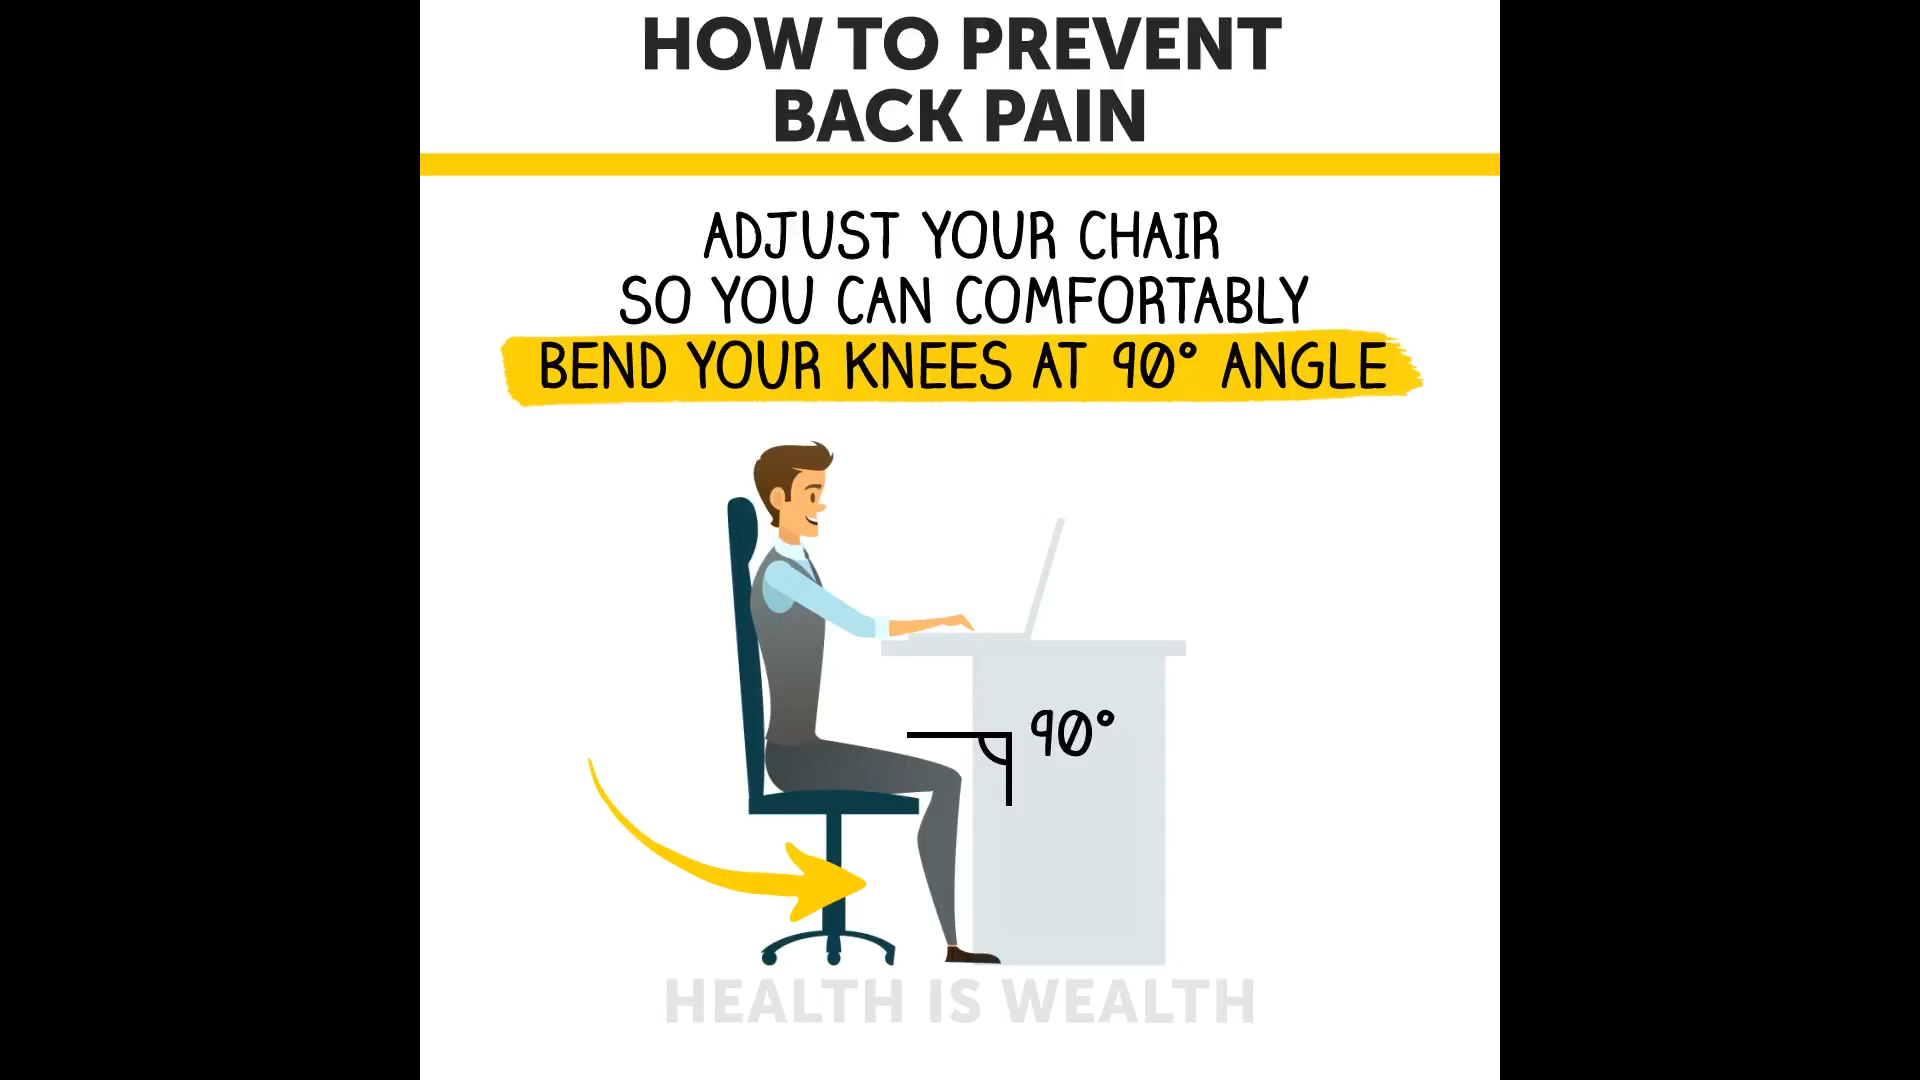 HOW TO PREVENT
BACK PAIN
ADJUST YOUR CHAIR
SO YOU CAN COMFORTABLY
BEND YOUR KNEES AT 90° ANGLE
90°
HEALTH IS WEALTH